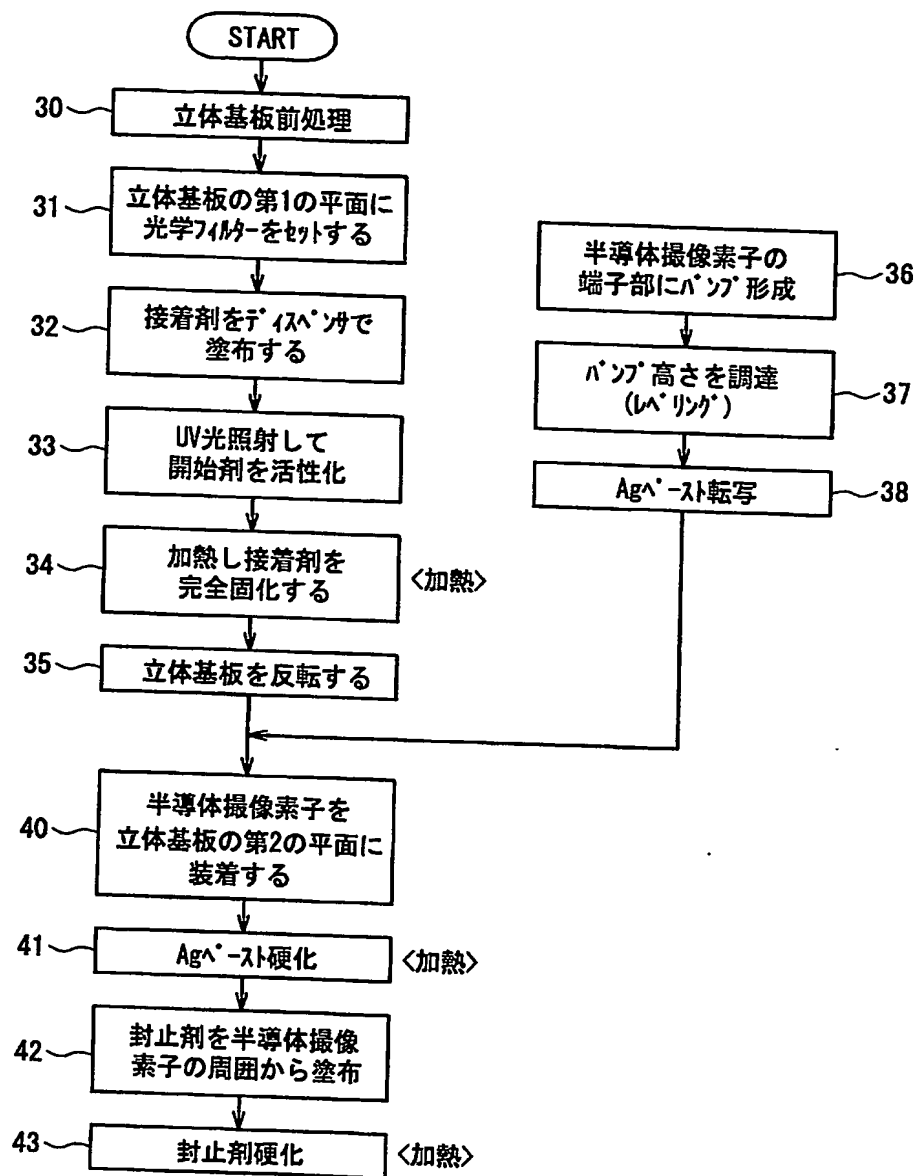 START
30
立体基板前処理
31
立体基板の第1の平面に
光学フィルターをセットする
32
接着剤をディスペンサで
塗布する
33
UV光照射して
開始剤を活性化
34
加熱し接着剤を
完全固化する
<加熱>
35
立体基板を反転する
半導体撮像素子の
端子部にバンプ形成
36
バンプ高さを調達
(レベリング)
37
Agペースト転写
38
40
半導体撮像素子を
立体基板の第2の平面に
装着する
41
Agペースト硬化
<加熱>
42
封止剤を半導体撮像
素子の周囲から塗布
43
封止剤硬化
<加熱>